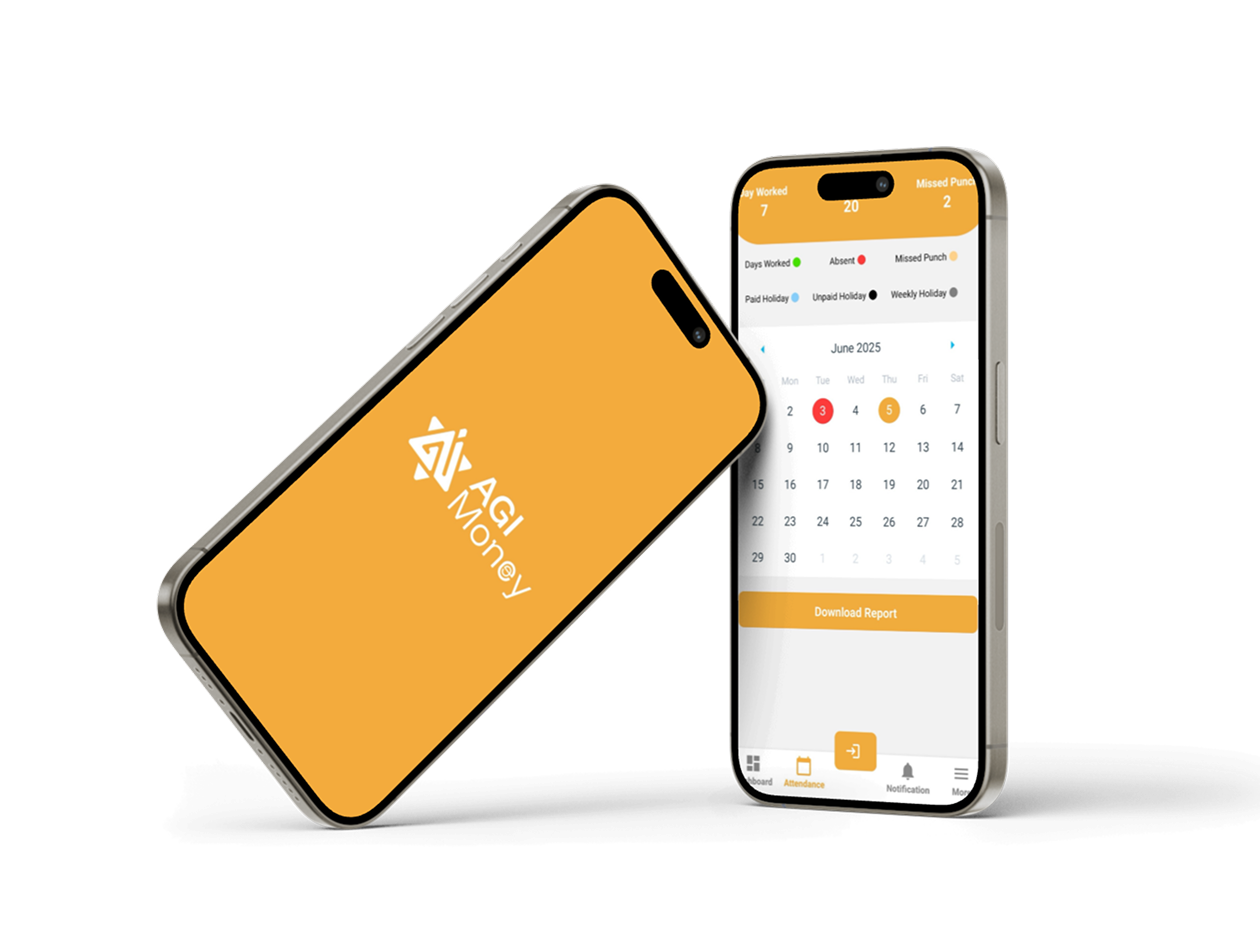 AGI
Money
ay Worked
7
20
Missed Punc
2
Days Worked
Absent
Missed Punch
Paid Holiday
Unpaid Holiday
Weekly Holiday
June 2025
Mon Tue Wed Thu Fri Sat
2 3 4 5 6 7
8 9 10 11 12 13 14
15 16 17 18 19 20 21
22 23 24 25 26 27 28
29 30 1 2 3 4 5
Download Report
hboard
Attendance
Notification
Mor